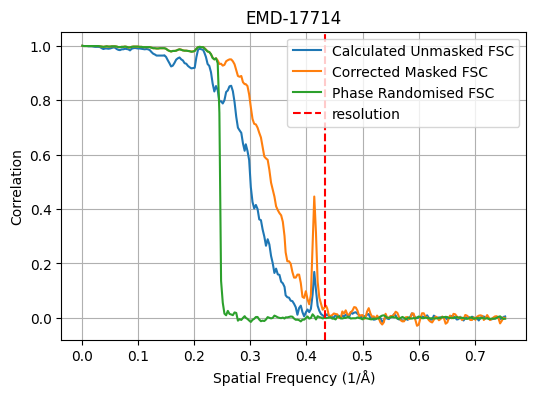 EMD-17714
Calculated Unmasked FSC
Corrected Masked FSC
Phase Randomised FSC
resolution
Correlation
1.0
0.8
0.6
0.4
0.2
0.0
0.0 0.1 0.2 0.3 0.4 0.5 0.6 0.7
Spatial Frequency (1/Å)